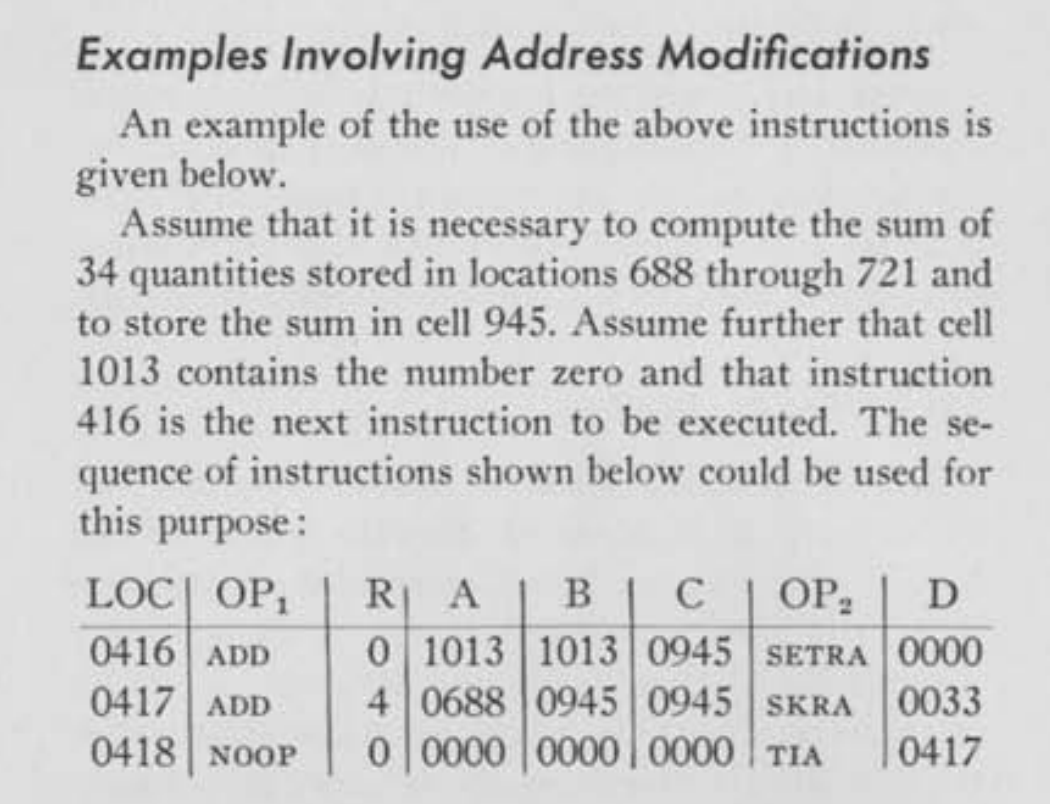 Examples Involving Address Modifications
An example of the use of the above instructions is
given below.
Assume that it is necessary to compute the sum of
34 quantities stored in locations 688 through 721 and
to store the sum in cell 945. Assume further that cell
1013 contains the number zero and that instruction
416 is the next instruction to be executed. The se-
quence of instructions shown below could be used for
this purpose:
LOC OP₁ R A B C OP₂ D
0416 ADD 0 1013 1013 0945 SETRA 0000
0417 ADD 4 0688 0945 0945 SKRA 0033
0418 NOOP 0 0000 0000 0000 TIA 0417